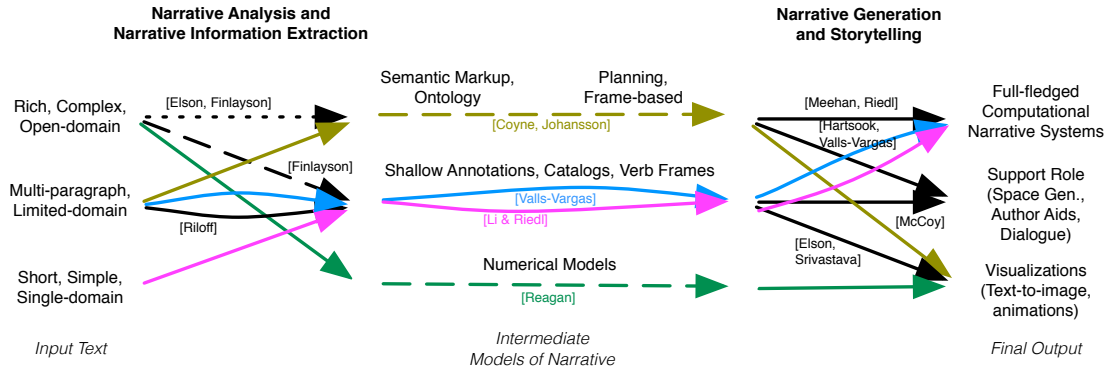 Narrative Analysis and
Narrative Information Extraction
Narrative Generation
and Storytelling
Rich, Complex,
Open-domain
[Elson, Finlayson]
[Finlayson]
Semantic Markup,
Ontology
Planning,
Frame-based
[Coyne, Johansson]
[Meehan, Riedl]
[Hartsook,
Valls-Vargas]
Full-fledged
Computational
Narrative Systems
Multi-paragraph,
Limited-domain
[Riloff]
Shallow Annotations, Catalogs, Verb Frames
[Valls-Vargas]
[Li & Riedl]
[McCoy]
[Elson,
Srivastava]
Support Role
(Space Gen.,
Author Aids,
Dialogue)
Short, Simple,
Single-domain
Numerical Models
[Reagan]
Visualizations
(Text-to-image,
animations)
Input Text
Intermediate
Models of Narrative
Final Output